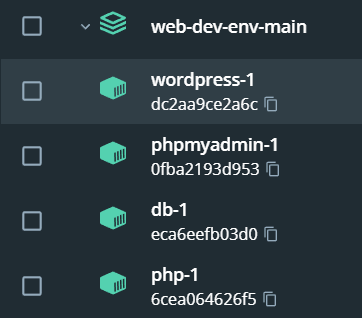 web-dev-env-main
wordpress-1
dc2aa9ce2a6c
phpmyadmin-1
0fba2193d953
db-1
eca6eefb03d0
php-1
6cea064626f5